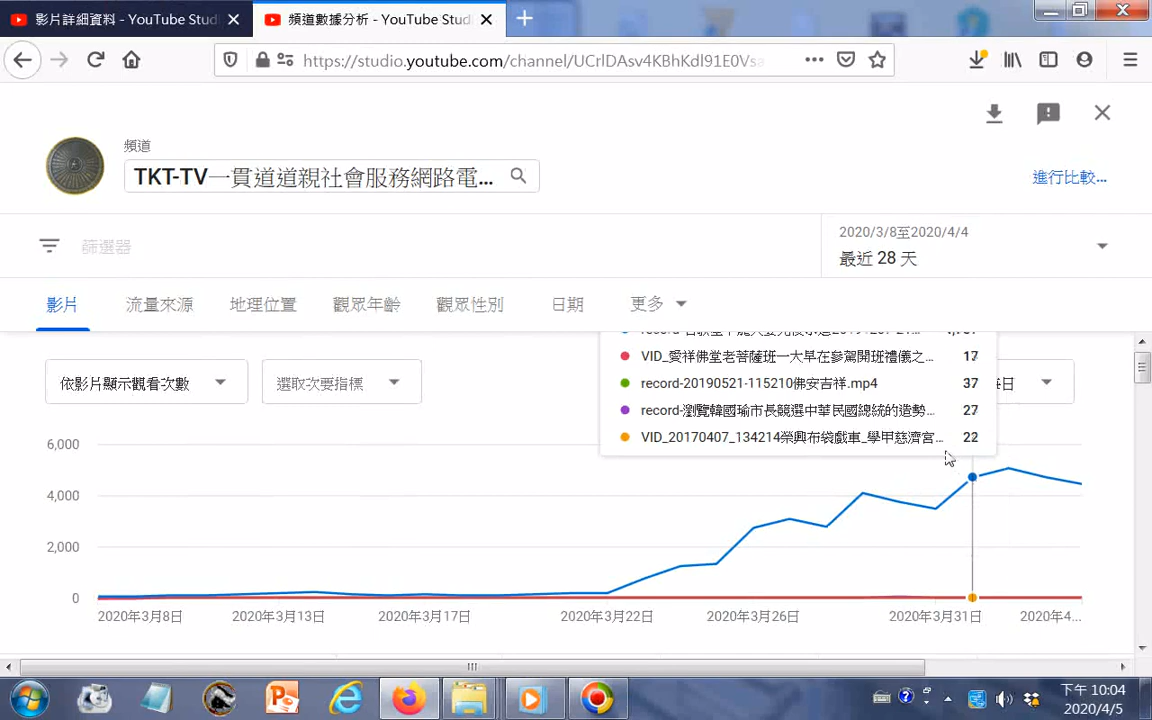 影片詳細資料 - YouTube Stud
頻道數據分析 - YouTube Stud
https://studio.youtube.com/channel/UCrlDAsv4KBhKdl91E0Vsa
頻道
TKT-TV一貫道道親社會服務網路電...
進行比較...
篩選器
2020/3/8至2020/4/4
最近 28 天
影片
流量來源
地理位置
觀眾年齡
觀眾性別
日期
更多
依影片顯示觀看次數
選取次要指標
VID_愛祥佛堂老菩薩班一大早在參駕開班禮儀之... 17
record-20190521-115210佛安吉祥.mp4 37
record-瀏覽韓國瑜市長競選中華民國總統的造勢... 27
VID_20170407_134214榮興布袋戲車_學甲慈濟宮... 22
6,000
4,000
2,000
0
2020年3月8日
2020年3月13日
2020年3月17日
2020年3月22日
2020年3月26日
2020年3月31日
2020年4...
下午 10:04
2020/4/5